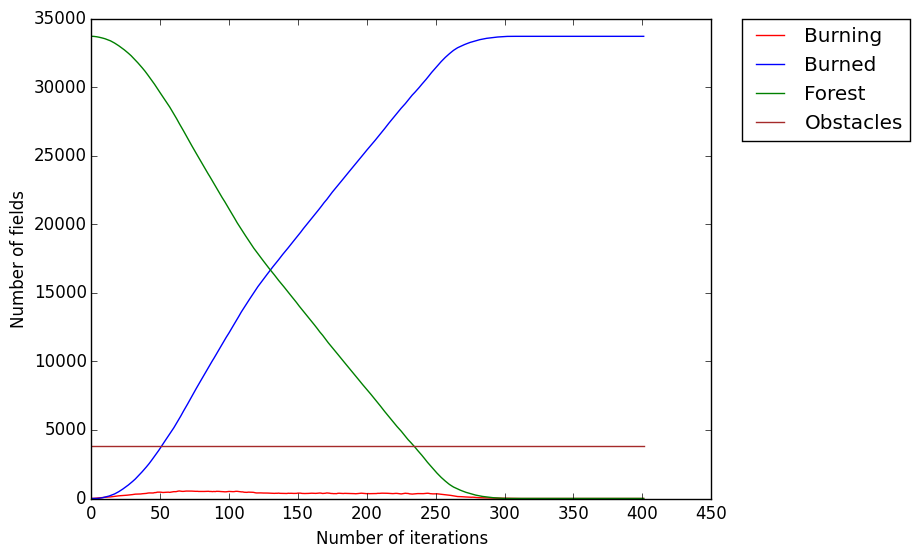 35000
30000
25000
20000
15000
10000
5000
0
Number of fields
0 50 100 150 200 250 300 350 400 450
Number of iterations
Burning
Burned
Forest
Obstacles